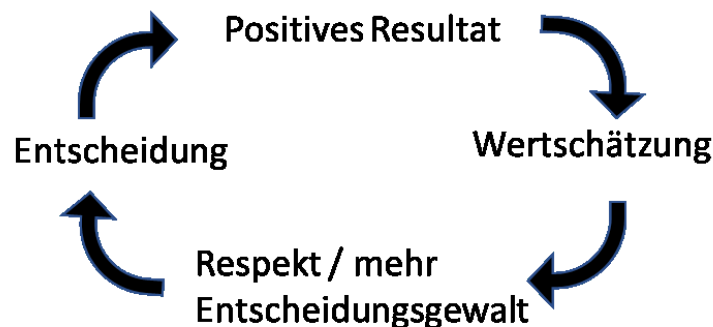 Positives Resultat
Wertschätzung
Respekt / mehr
Entscheidungsgewalt
Entscheidung